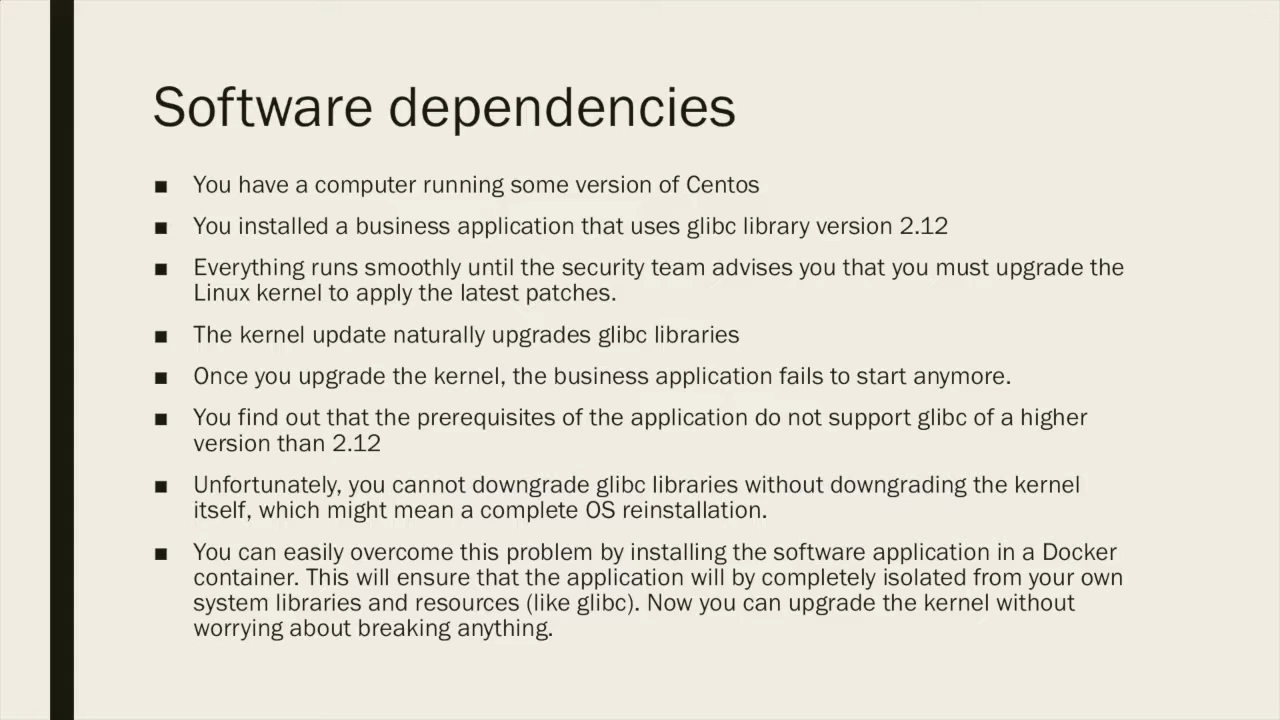 Software dependencies
■ You have a computer running some version of Centos
■ You installed a business application that uses glibc library version 2.12
■ Everything runs smoothly until the security team advises you that you must upgrade the
Linux kernel to apply the latest patches.
■ The kernel update naturally upgrades glibc libraries
■ Once you upgrade the kernel, the business application fails to start anymore.
■ You find out that the prerequisites of the application do not support glibc of a higher
version than 2.12
■ Unfortunately, you cannot downgrade glibc libraries without downgrading the kernel
itself, which might mean a complete OS reinstallation.
■ You can easily overcome this problem by installing the software application in a Docker
container. This will ensure that the application will by completely isolated from your own
system libraries and resources (like glibc). Now you can upgrade the kernel without
worrying about breaking anything.